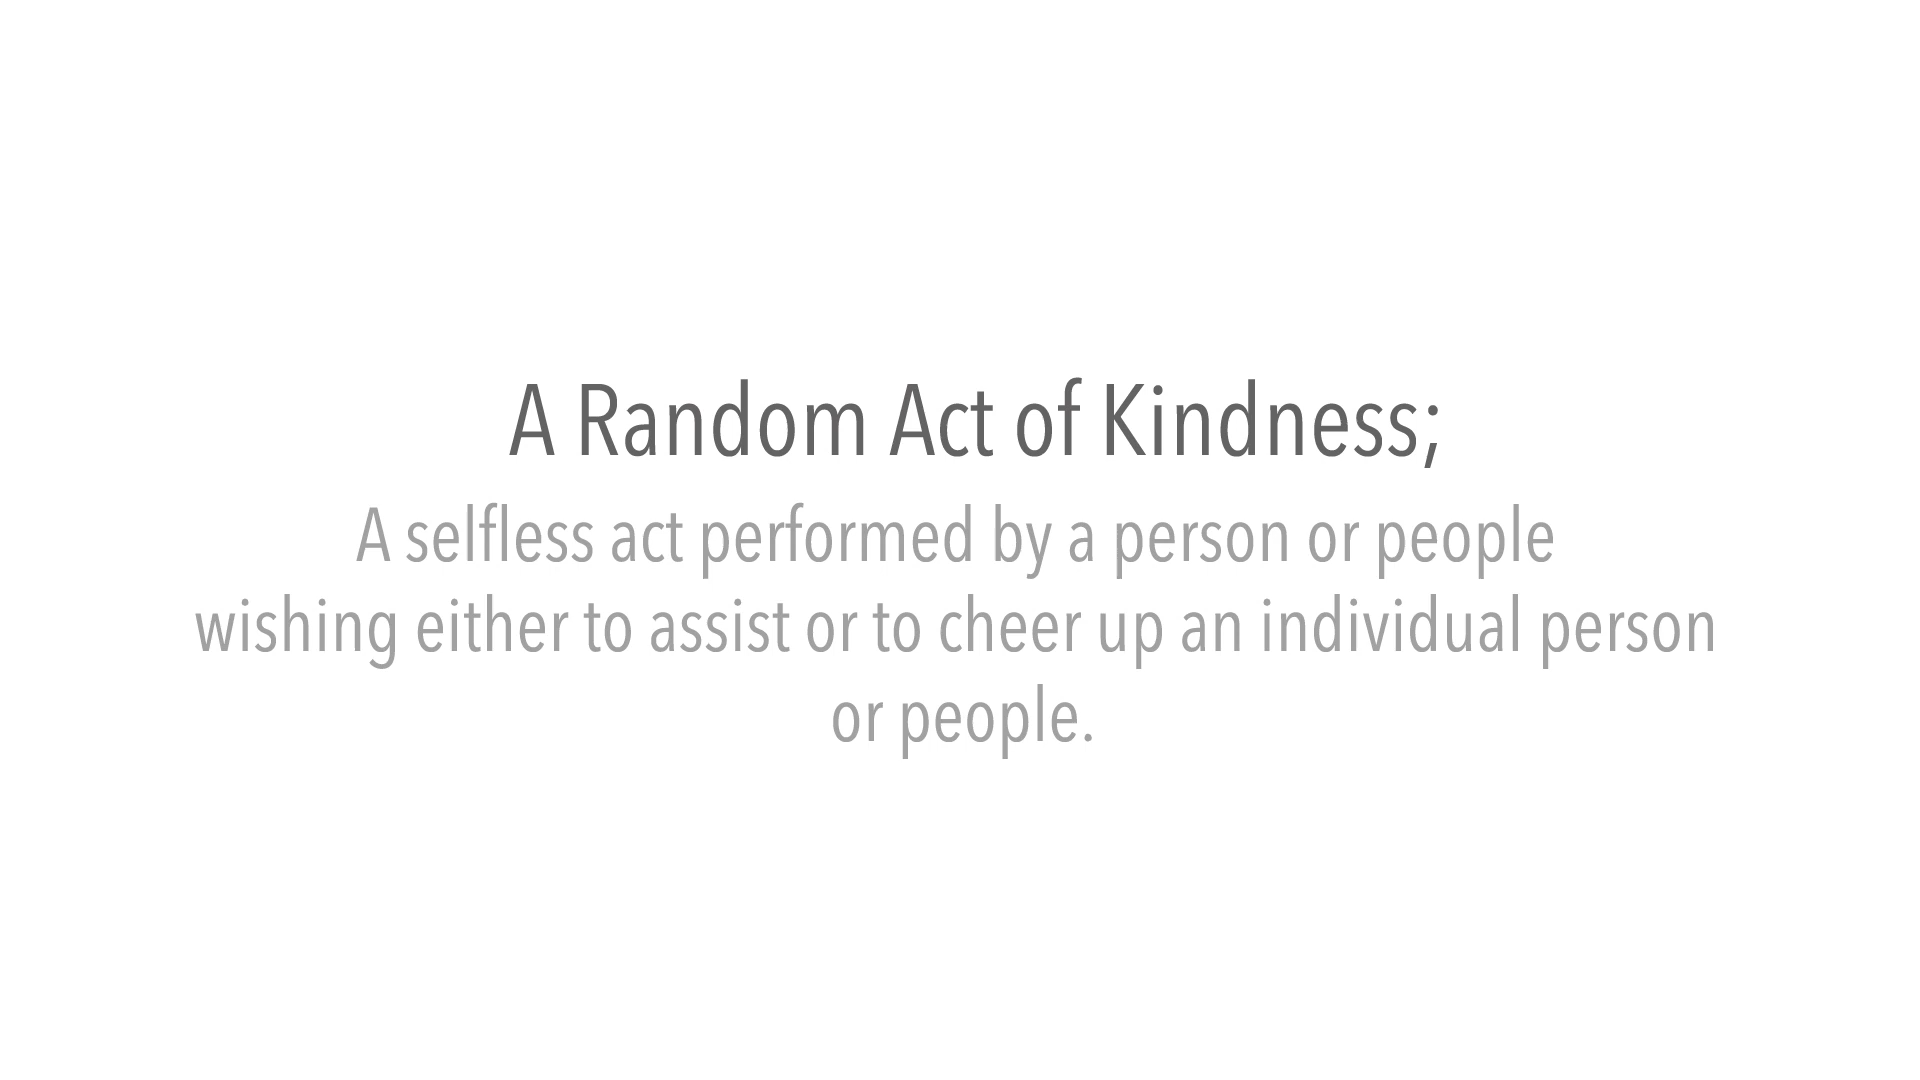 A Random Act of Kindness;
A selfless act performed by a person or people
wishing either to assist or to cheer up an individual person
or people.